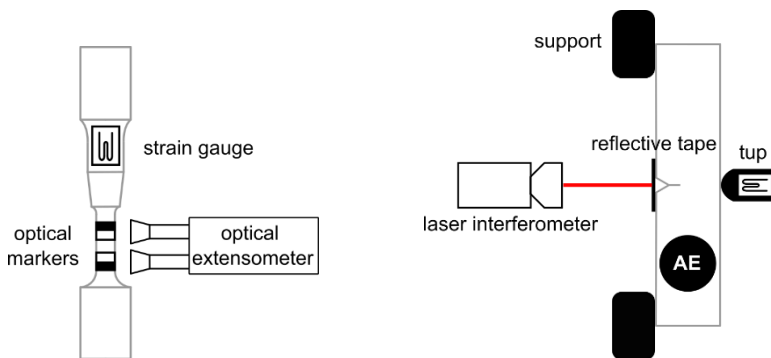 strain gauge
optical
markers
optical
extensometer
support
reflective tape
tup
laser interferometer
AE